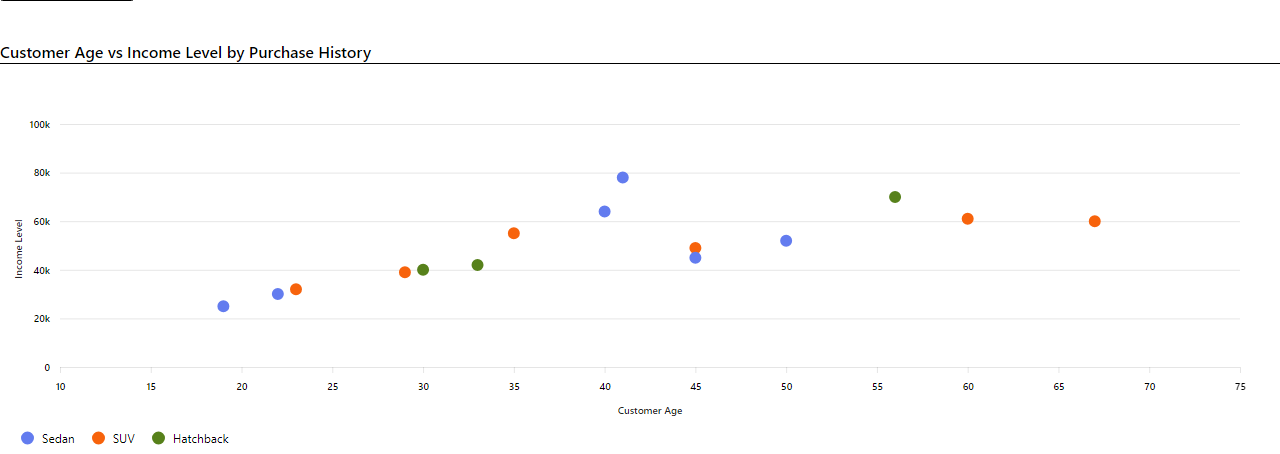 Customer Age vs Income Level by Purchase History
100k
80k
60k
40k
20k
0
Income Level
10 15 20 25 30 35 40 45 50 55 60 65 70 75
Customer Age
Sedan SUV Hatchback